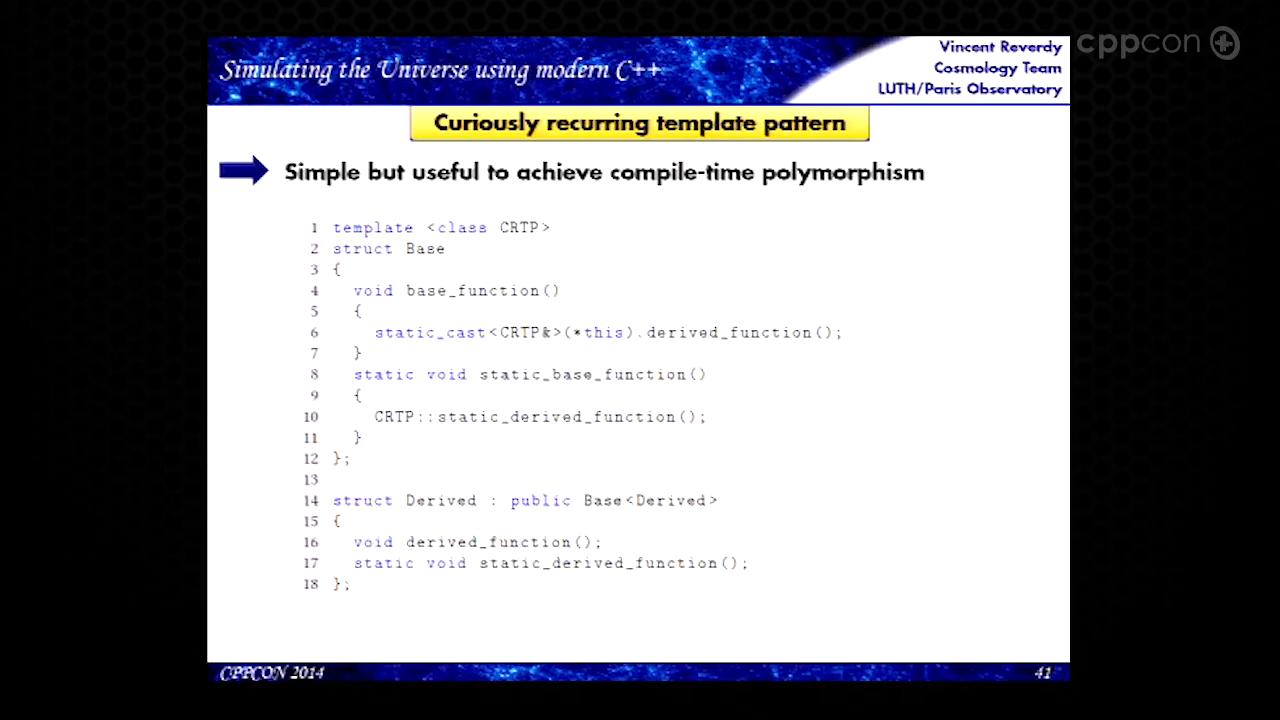 cppcon
Simulating the Universe using modern C++
Vincent Reverdy
Cosmology Team
LUTH/Paris Observatory
Curiously recurring template pattern
Simple but useful to achieve compile-time polymorphism
1 template <class CRTP>
2 struct Base
3 {
4 void base_function()
5 {
6 static_cast<CRTP&>(*this).derived_function();
7 }
8 static void static_base_function()
9 {
10 CRTP::static_derived_function();
11 }
12 };
13
14 struct Derived : public Base<Derived>
15 {
16 void derived_function();
17 static void static_derived_function();
18 };
CPPCON 2014
41